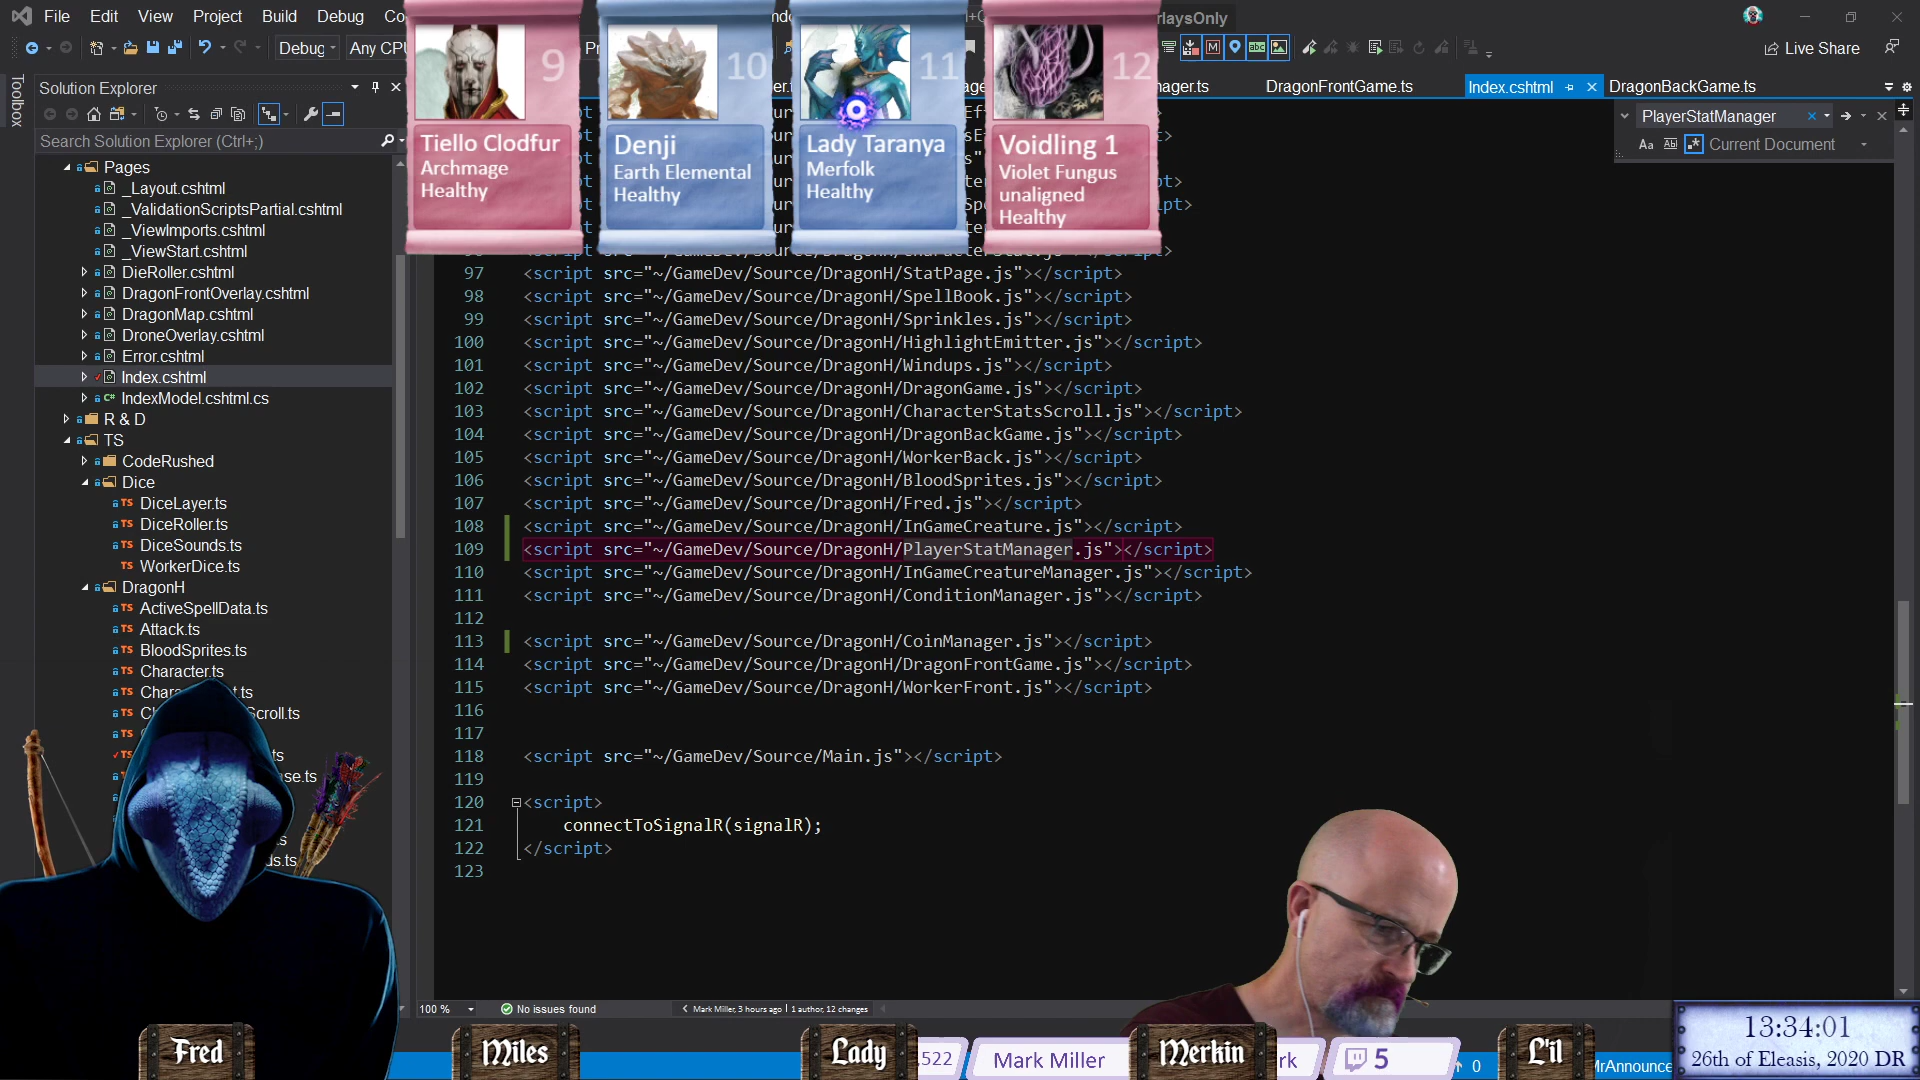 File Edit View Project Build Debug
Debug Any CPU Live Share
Toolbox
Solution Explorer
Search Solution Explorer (Ctrl+;)
Pages
_Layout.cshtml
_ValidationScriptsPartial.cshtml
_ViewImports.cshtml
_ViewStart.cshtml
DieRoller.cshtml
DragonFrontOverlay.cshtml
DragonMap.cshtml
DroneOverlay.cshtml
Error.cshtml
Index.cshtml
IndexModel.cshtml.cs
R & D
TS
CodeRushed
Dice
DiceLayer.ts
DiceRoller.ts
DiceSounds.ts
WorkerDice.ts
DragonH
ActiveSpellData.ts
Attack.ts
BloodSprites.ts
Character.ts
9
Tiello Clodfur
Archmage
Healthy
10
Denji
Earth Elemental
Healthy
11
Lady Taranya
Merfolk
Healthy
12
Voidling 1
Violet Fungus
unaligned
Healthy
DragonFrontGame.ts Index.cshtml DragonBackGame.ts
PlayerStatManager
Aa Ab .* Current Document
97 <script src="~/GameDev/Source/DragonH/StatPage.js"></script>
98 <script src="~/GameDev/Source/DragonH/SpellBook.js"></script>
99 <script src="~/GameDev/Source/DragonH/Sprinkles.js"></script>
100 <script src="~/GameDev/Source/DragonH/HighlightEmitter.js"></script>
101 <script src="~/GameDev/Source/DragonH/Windups.js"></script>
102 <script src="~/GameDev/Source/DragonH/DragonGame.js"></script>
103 <script src="~/GameDev/Source/DragonH/CharacterStatsScroll.js"></script>
104 <script src="~/GameDev/Source/DragonH/DragonBackGame.js"></script>
105 <script src="~/GameDev/Source/DragonH/WorkerBack.js"></script>
106 <script src="~/GameDev/Source/DragonH/BloodSprites.js"></script>
107 <script src="~/GameDev/Source/DragonH/Fred.js"></script>
108 <script src="~/GameDev/Source/DragonH/InGameCreature.js"></script>
109 <script src="~/GameDev/Source/DragonH/PlayerStatManager.js"></script>
110 <script src="~/GameDev/Source/DragonH/InGameCreatureManager.js"></script>
111 <script src="~/GameDev/Source/DragonH/ConditionManager.js"></script>
112
113 <script src="~/GameDev/Source/DragonH/CoinManager.js"></script>
114 <script src="~/GameDev/Source/DragonH/DragonFrontGame.js"></script>
115 <script src="~/GameDev/Source/DragonH/WorkerFront.js"></script>
116
117
118 <script src="~/GameDev/Source/Main.js"></script>
119
120 <script>
121 connectToSignalR(signalR);
122 </script>
123
100 % No issues found Mark Miller, 3 hours ago | 1 author, 12 changes
Fred
Miles
Lady
.522
Mark Miller
Merkin
rk
5
0
L'il
13:34:01
26th of Eleasis, 2020 DR